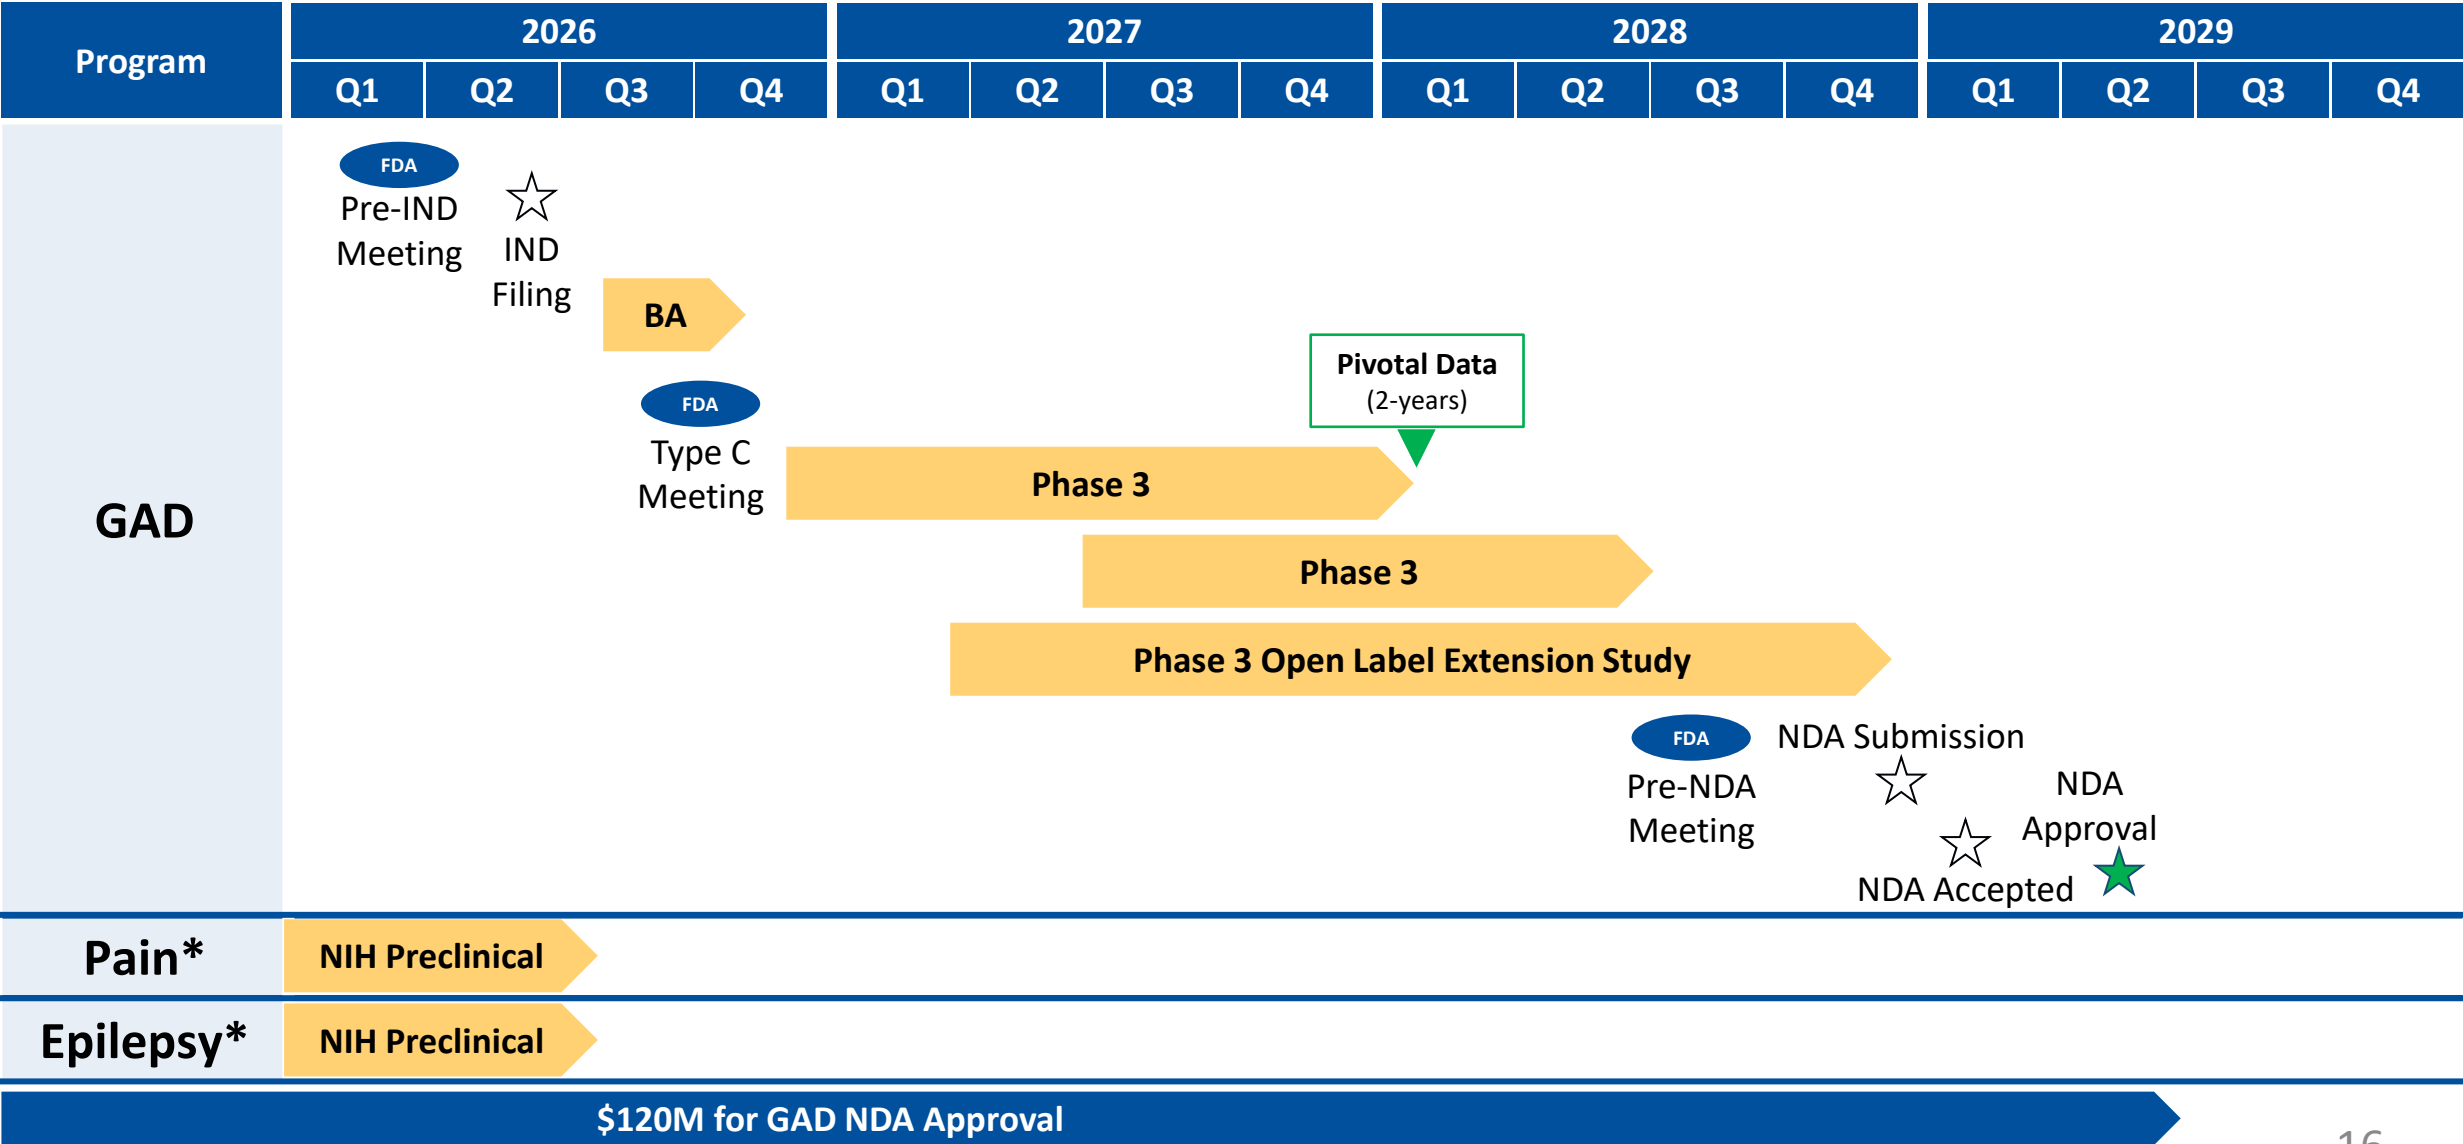 Program
2026
2027
2028
2029
Q1 Q2 Q3 Q4 Q1 Q2 Q3 Q4 Q1 Q2 Q3 Q4 Q1 Q2 Q3 Q4
GAD
FDA
Pre-IND
Meeting
IND
Filing
BA
FDA
Type C
Meeting
Pivotal Data
(2-years)
Phase 3
Phase 3
Phase 3 Open Label Extension Study
FDA
Pre-NDA
Meeting
NDA Submission
NDA Accepted
NDA
Approval
Pain*
NIH Preclinical
Epilepsy*
NIH Preclinical
$120M for GAD NDA Approval
16